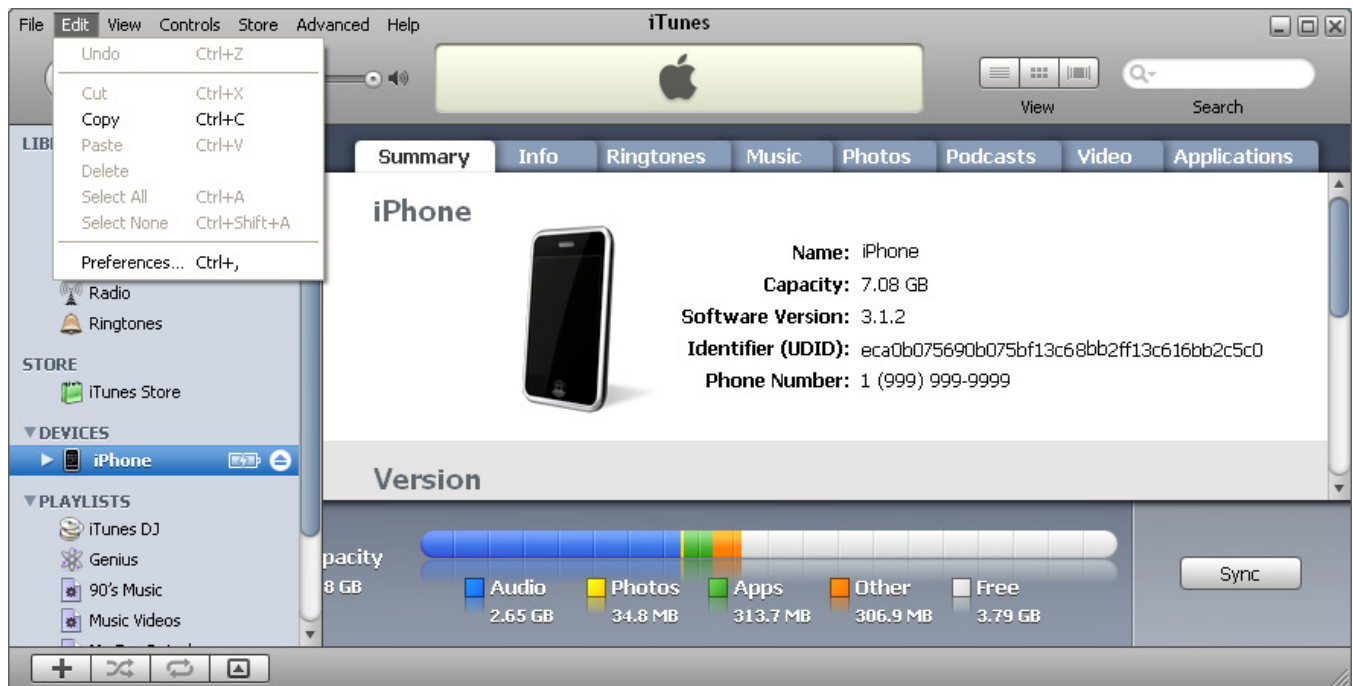 File Edit View Controls Store Advanced Help
iTunes
Undo Ctrl+Z
Cut Ctrl+X
Copy Ctrl+C
Paste Ctrl+V
Delete
Select All Ctrl+A
Select None Ctrl+Shift+A
Preferences... Ctrl+,
View
Search
LIB
Radio
Ringtones
STORE
iTunes Store
DEVICES
iPhone
PLAYLISTS
iTunes DJ
Genius
90's Music
Music Videos
Summary Info Ringtones Music Photos Podcasts Video Applications
iPhone
Name: iPhone
Capacity: 7.08 GB
Software Version: 3.1.2
Identifier (UDID): eca0b075690b075bf13c68bb2ff13c616bb2c5c0
Phone Number: 1 (999) 999-9999
Version
pacity
8 GB
Audio Photos Apps Other Free
2.65 GB 34.8 MB 313.7 MB 306.9 MB 3.79 GB
Sync